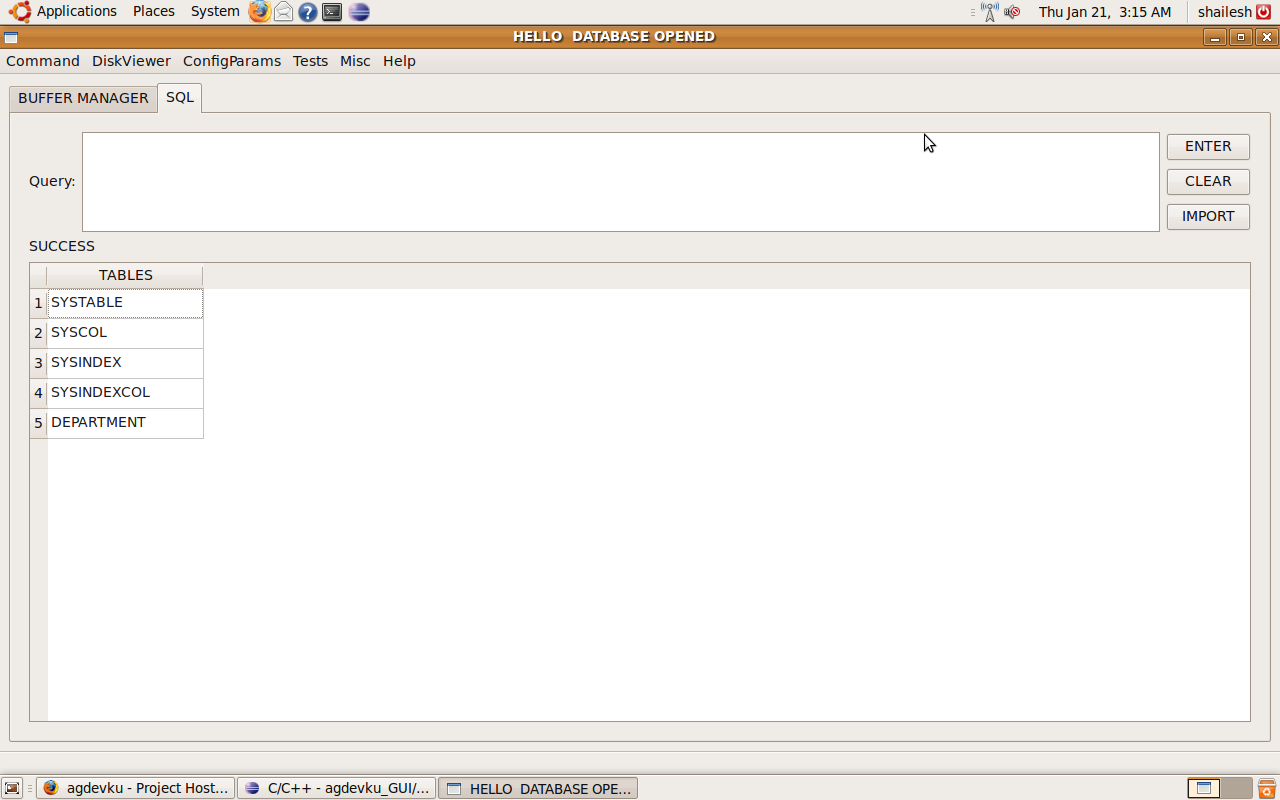 Applications Places System Thu Jan 21, 3:15 AM shailesh
HELLO DATABASE OPENED
Command DiskViewer ConfigParams Tests Misc Help
BUFFER MANAGER SQL
ENTER
Query: CLEAR
IMPORT
SUCCESS
TABLES
1 SYSTABLE
2 SYSCOL
3 SYSINDEX
4 SYSINDEXCOL
5 DEPARTMENT
agdevku - Project Host... C/C++ - agdevku_GUI/... HELLO DATABASE OPE...